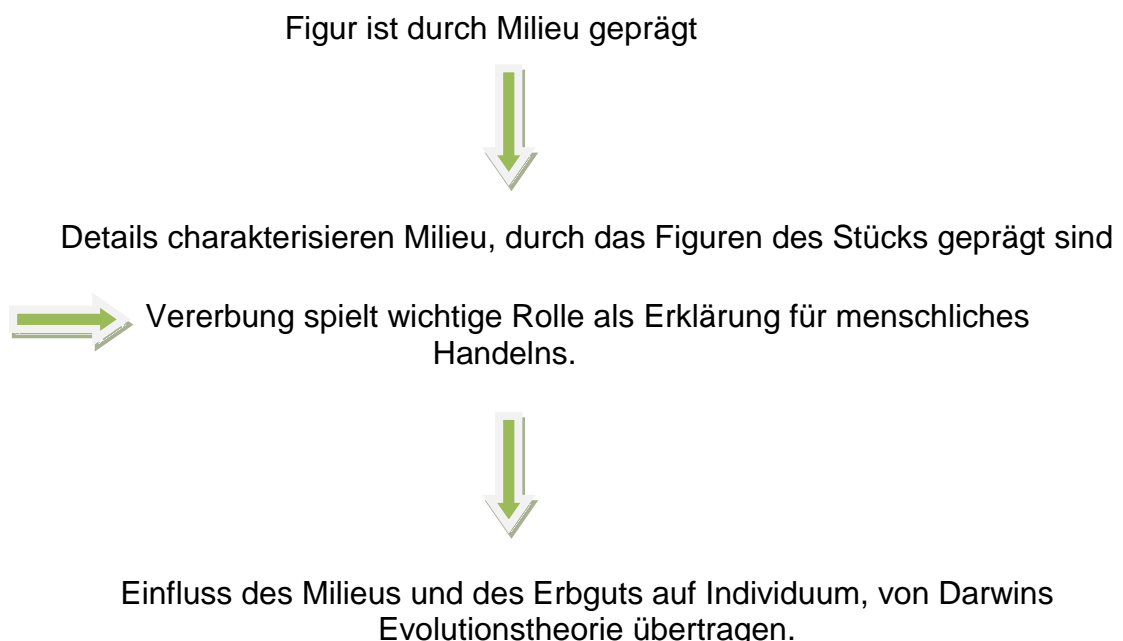 Figur ist durch Milieu geprägt
Details charakterisieren Milieu, durch das Figuren des Stücks geprägt sind
Vererbung spielt wichtige Rolle als Erklärung für menschliches
Handelns.
Einfluss des Milieus und des Erbguts auf Individuum, von Darwins
Evolutionstheorie übertragen.